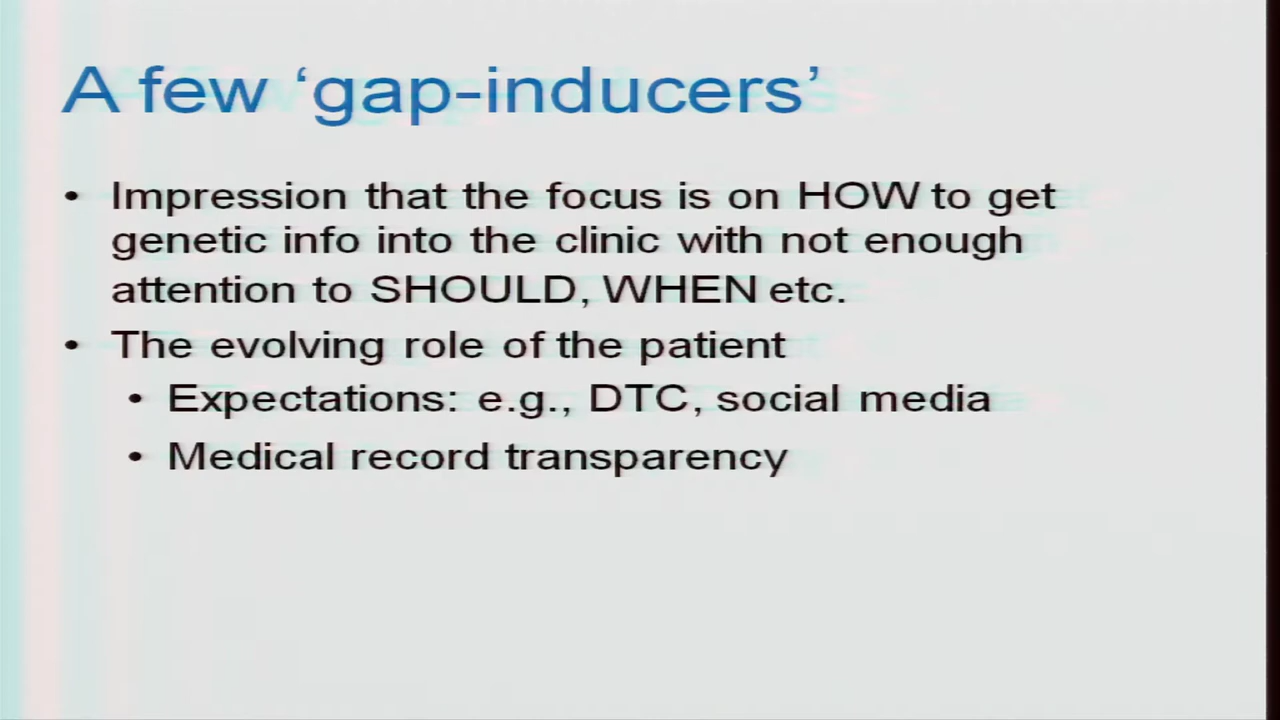 A few ‘gap-inducers’
• Impression that the focus is on HOW to get
genetic info into the clinic with not enough
attention to SHOULD, WHEN etc.
• The evolving role of the patient
• Expectations: e.g., DTC, social media
• Medical record transparency